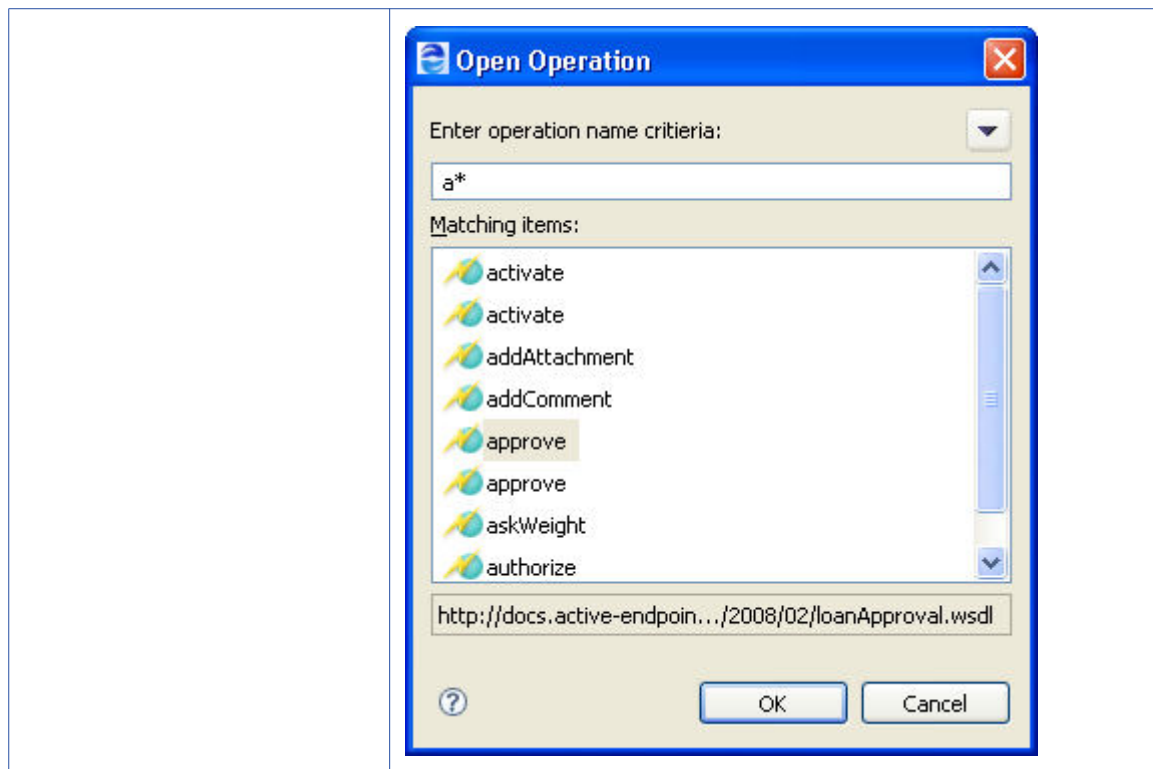 Open Operation
Enter operation name critieria:
a*
Matching items:
activate
activate
addAttachment
addComment
approve
approve
askWeight
authorize
http://docs.active-endpoin.../2008/02/loanApproval.wsdl
OK Cancel